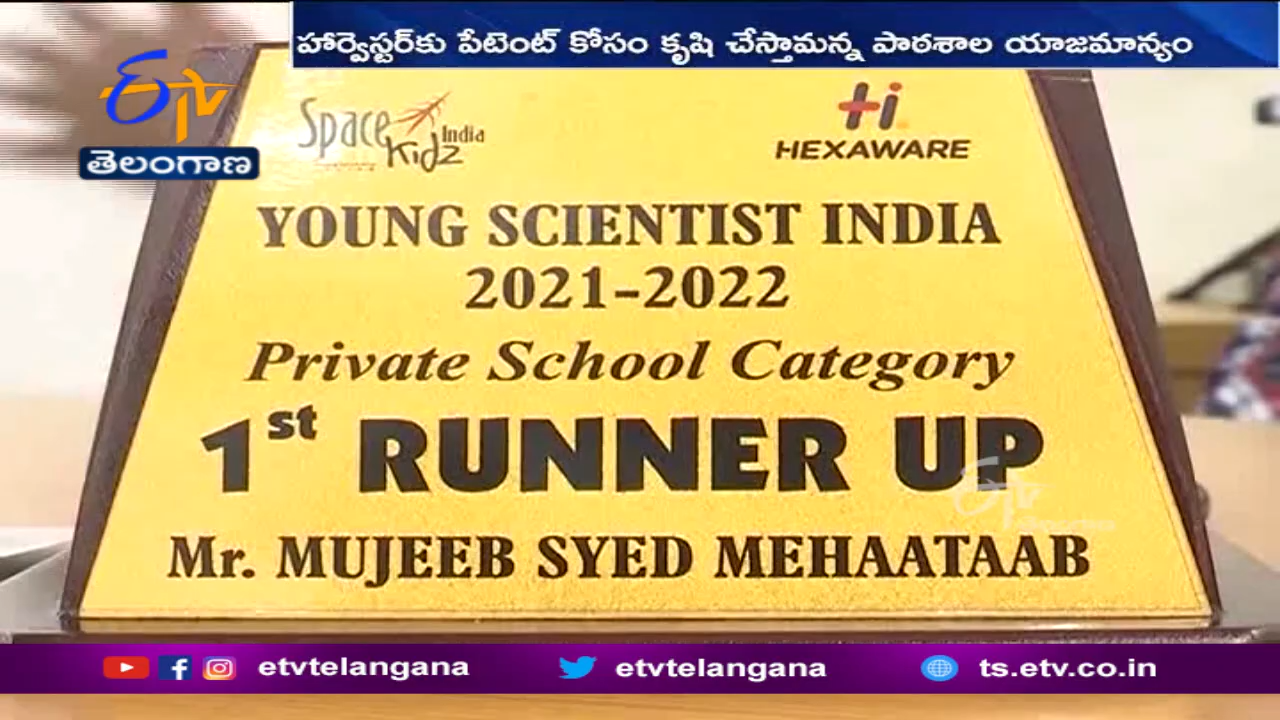 హార్వెస్టర్‌కు పేటెంట్ కోసం కృషి చేస్తామన్న పాఠశాల యాజమాన్యం
ETV
తెలంగాణ
Space Kidz India
HEXAWARE
YOUNG SCIENTIST INDIA
2021-2022
Private School Category
1st RUNNER UP
Mr. MUJEEB SYED MEHAATAAB
etvtelangana
etvtelangana
ts.etv.co.in